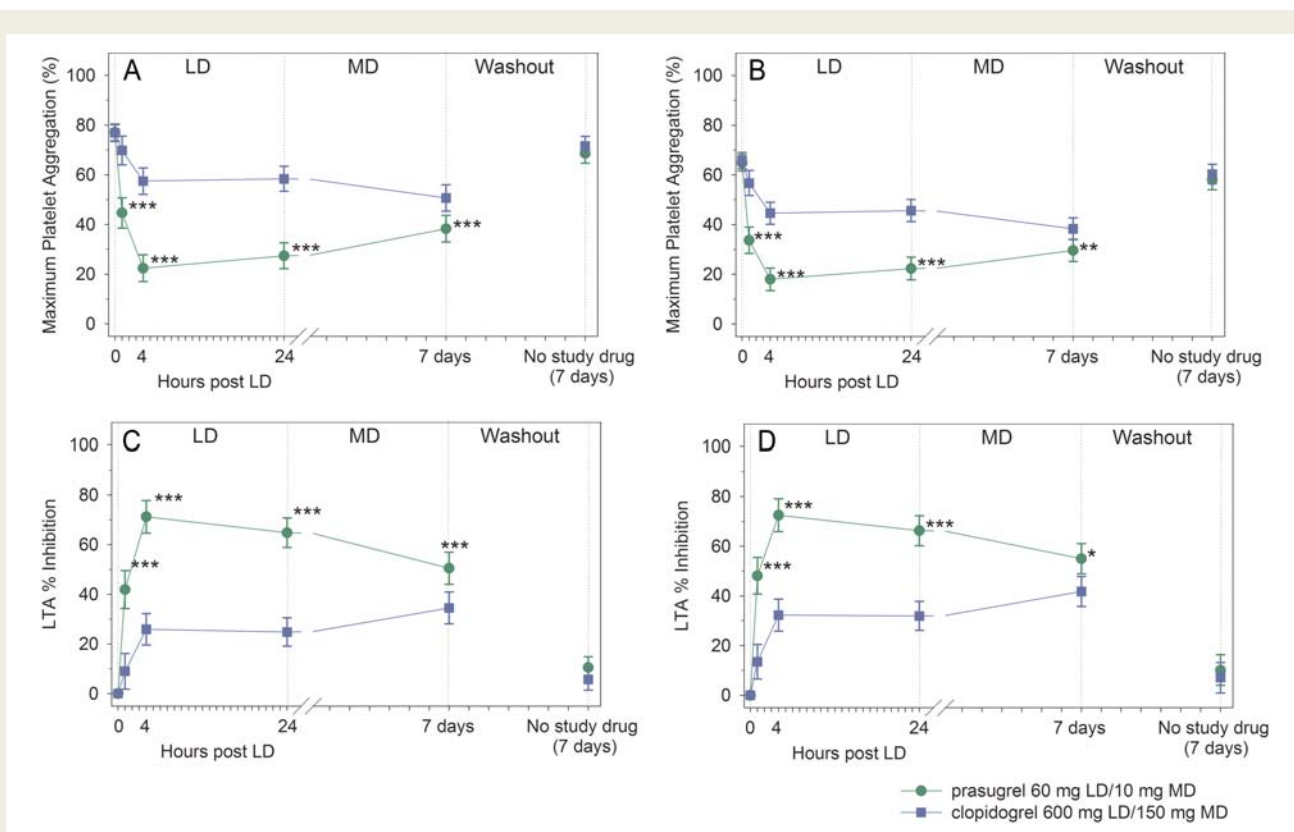 A
LD
MD
Washout
Maximum Platelet Aggregation (%)
100
80
60
40
20
0
***
***
***
***
0
4
24
7 days
No study drug
(7 days)
Hours post LD
B
LD
MD
Washout
Maximum Platelet Aggregation (%)
100
80
60
40
20
0
***
***
***
**
0
4
24
7 days
No study drug
(7 days)
Hours post LD
C
LD
MD
Washout
LTA % Inhibition
100
80
60
40
20
0
***
***
***
***
0
4
24
7 days
No study drug
(7 days)
Hours post LD
D
LD
MD
Washout
LTA % Inhibition
100
80
60
40
20
0
***
***
***
*
0
4
24
7 days
No study drug
(7 days)
Hours post LD
prasugrel 60 mg LD/10 mg MD
clopidogrel 600 mg LD/150 mg MD